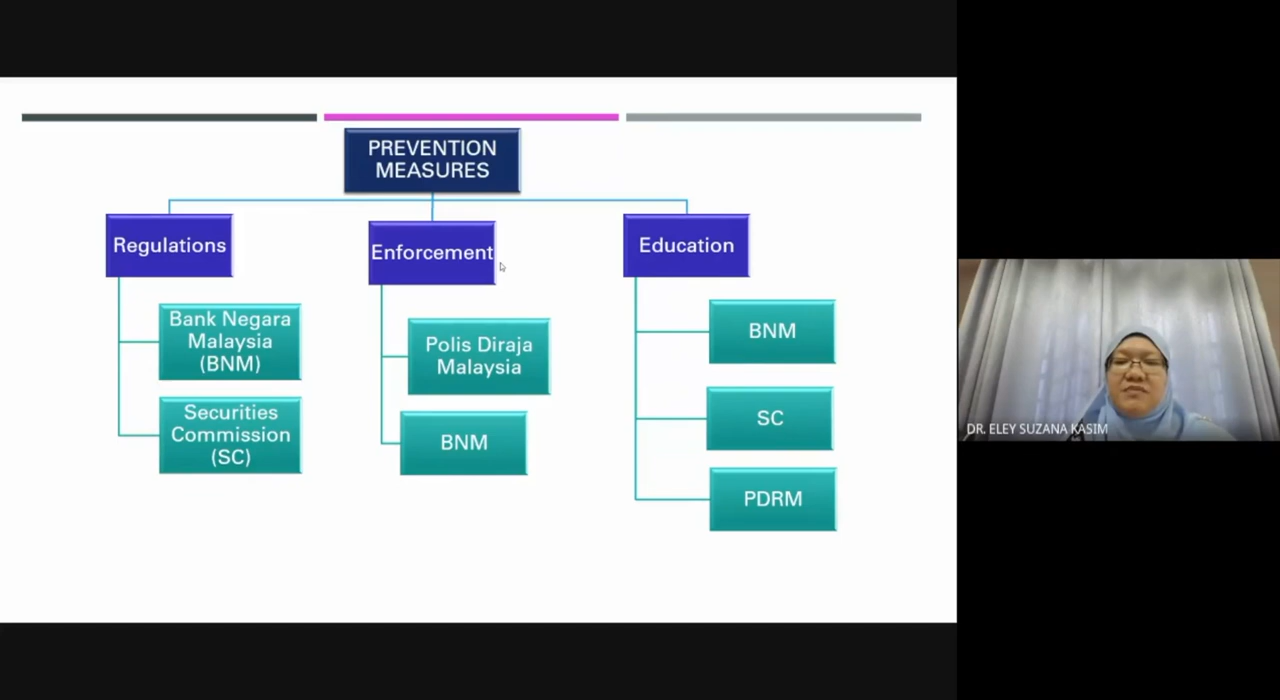 PREVENTION
MEASURES
Regulations
Bank Negara
Malaysia
(BNM)
Securities
Commission
(SC)
Enforcement
Polis Diraja
Malaysia
BNM
Education
BNM
SC
PDRM
DR. ELEY SUZANA KASIM